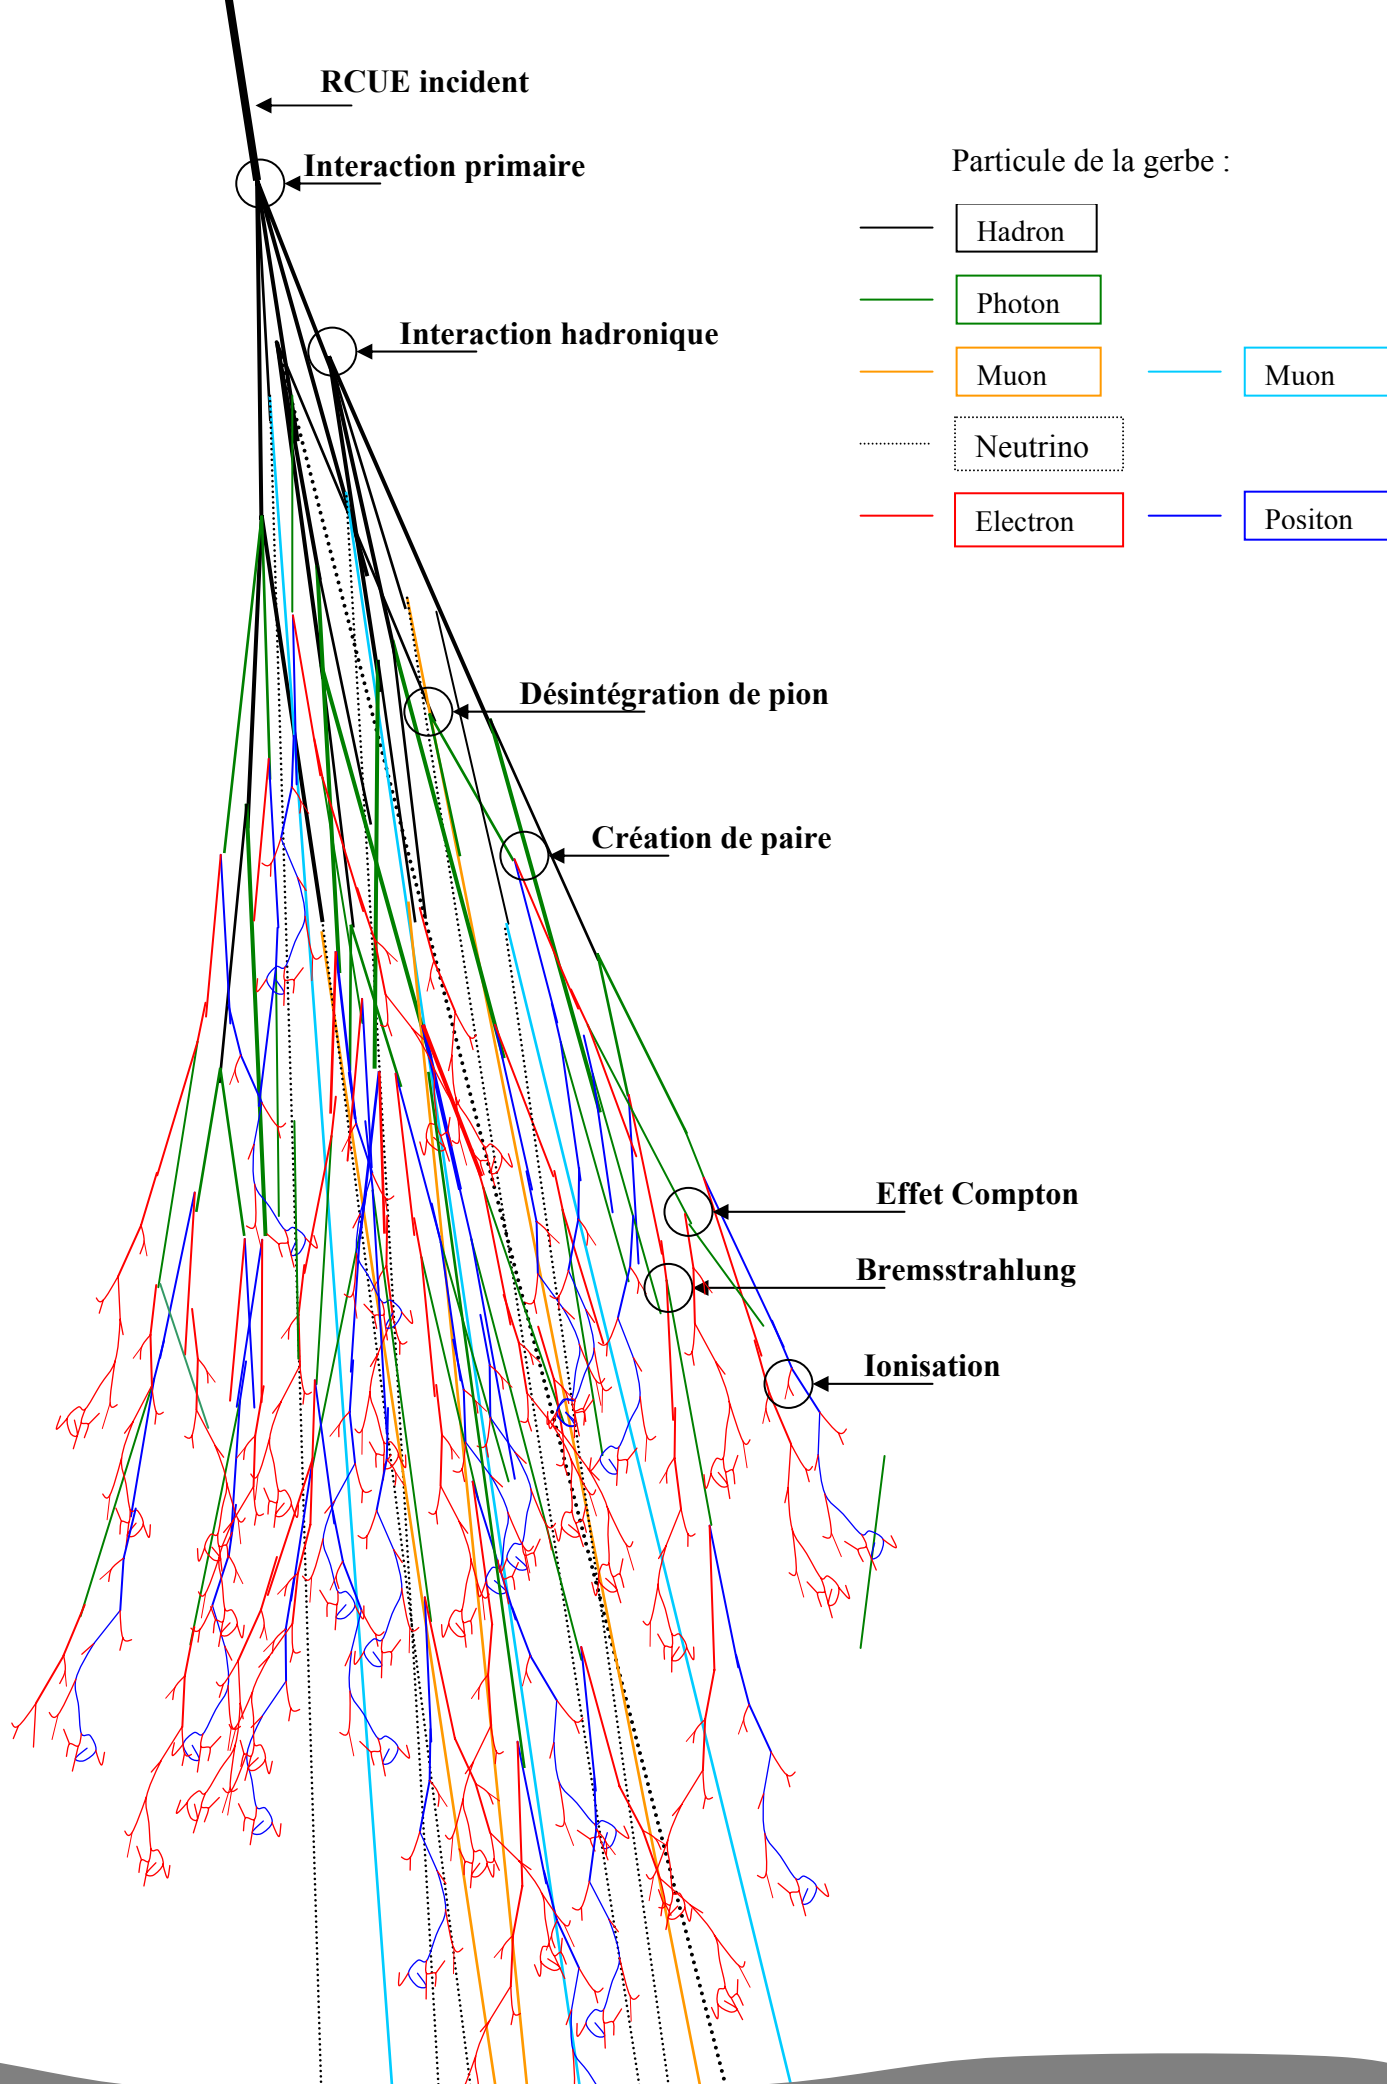 RCUE incident
Interaction primaire
Particule de la gerbe :
Hadron
Photon
Interaction hadronique
Muon
Muon
Neutrino
Electron
Positon
Désintégration de pion
Création de paire
Effet Compton
Bremsstrahlung
Ionisation